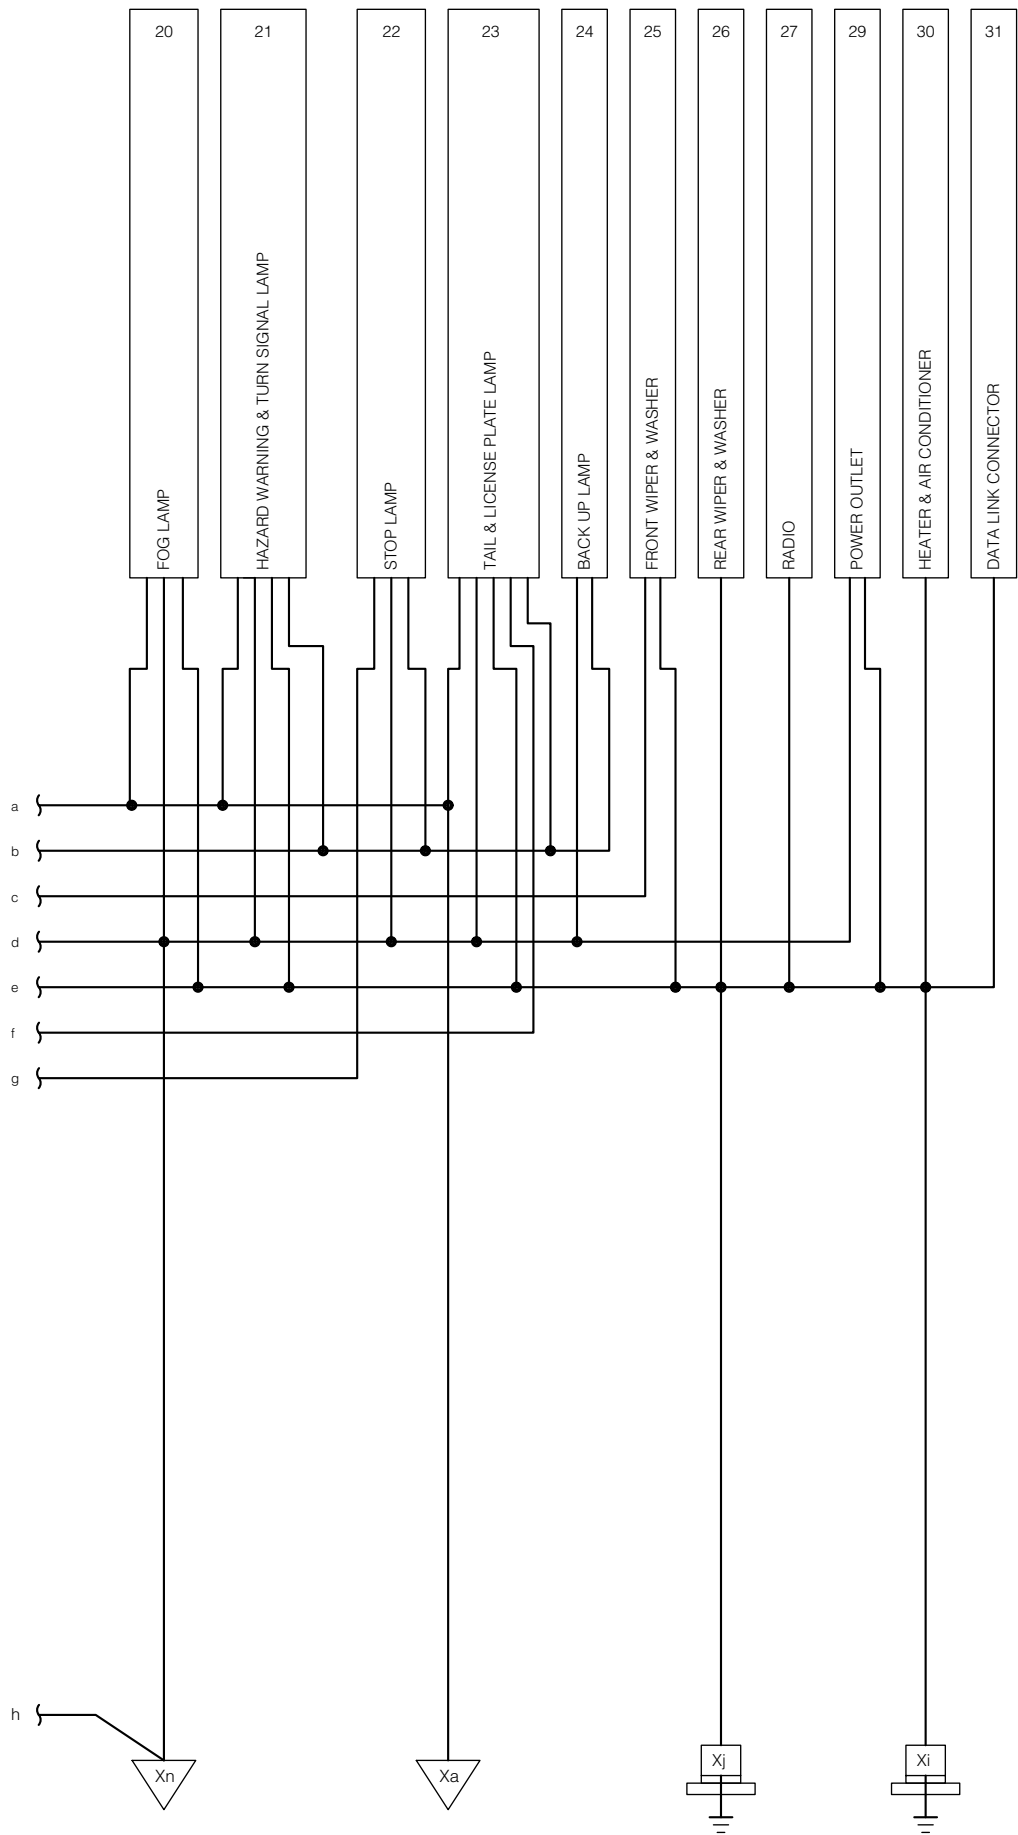 20
21
22
23
24
25
26
27
29
30
31
FOG LAMP
HAZARD WARNING & TURN SIGNAL LAMP
STOP LAMP
TAIL & LICENSE PLATE LAMP
BACK UP LAMP
FRONT WIPER & WASHER
REAR WIPER & WASHER
RADIO
POWER OUTLET
HEATER & AIR CONDITIONER
DATA LINK CONNECTOR
a
b
c
d
e
f
g
h
Xn
Xa
Xj
Xi